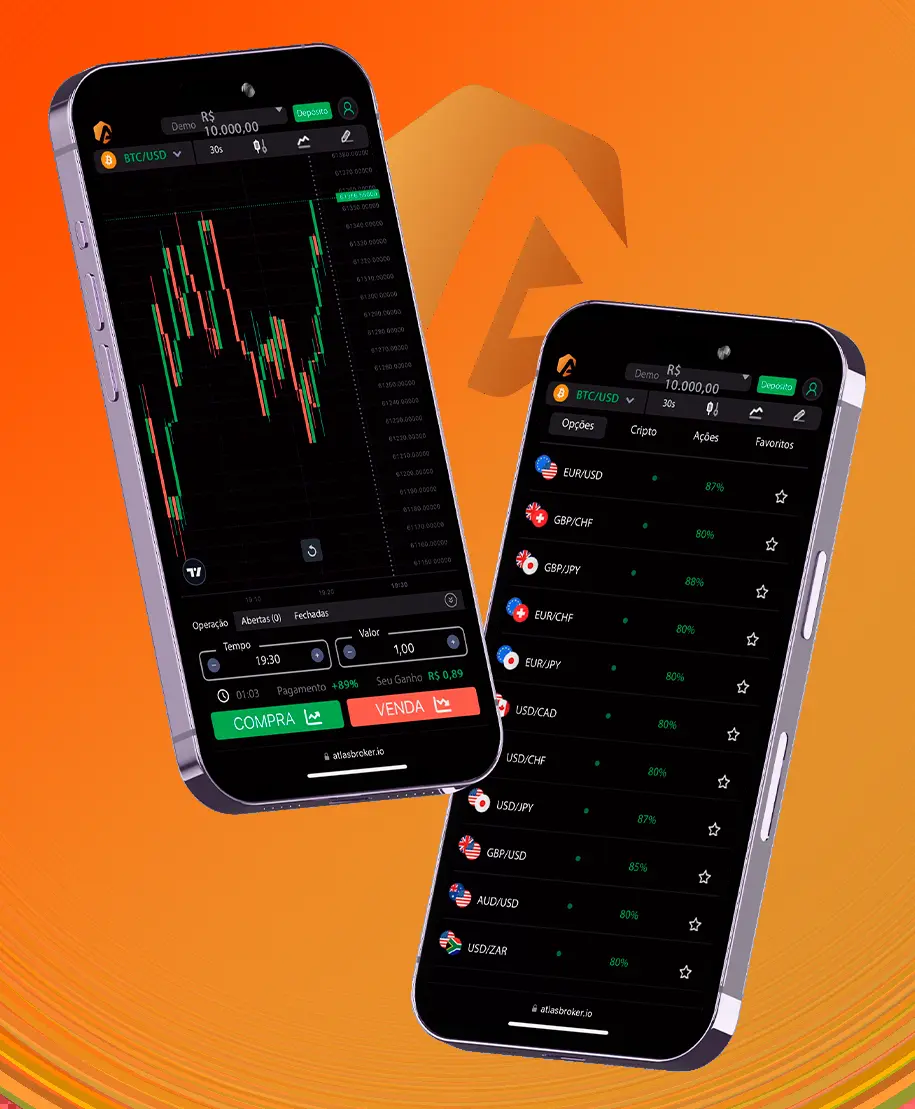 R$
Demo 10.000,00
Depósito
BTC/USD
30s
61380.00000
61370.00000
61350.00000
61340.00000
61330.00000
61320.00000
61310.00000
61300.00000
61290.00000
61280.00000
61270.00000
61260.00000
61250.00000
61240.00000
61230.00000
61220.00000
61210.00000
61200.00000
61190.00000
61180.00000
61170.00000
61160.00000
61150.00000
19:10 19:20 19:30
Operação Abertas (0) Fechadas
Tempo
19:30
Valor
1,00
01:03 Pagamento +89% Seu Ganho R$ 0,89
COMPRA VENDA
atlasbroker.io
R$
Demo 10.000,00
Depósito
BTC/USD
30s
Opções Cripto Ações Favoritos
EUR/USD 87%
GBP/CHF 80%
GBP/JPY 88%
EUR/CHF 80%
EUR/JPY 80%
USD/CAD 80%
USD/CHF 80%
USD/JPY 87%
GBP/USD 85%
AUD/USD 80%
USD/ZAR 80%
atlasbroker.io